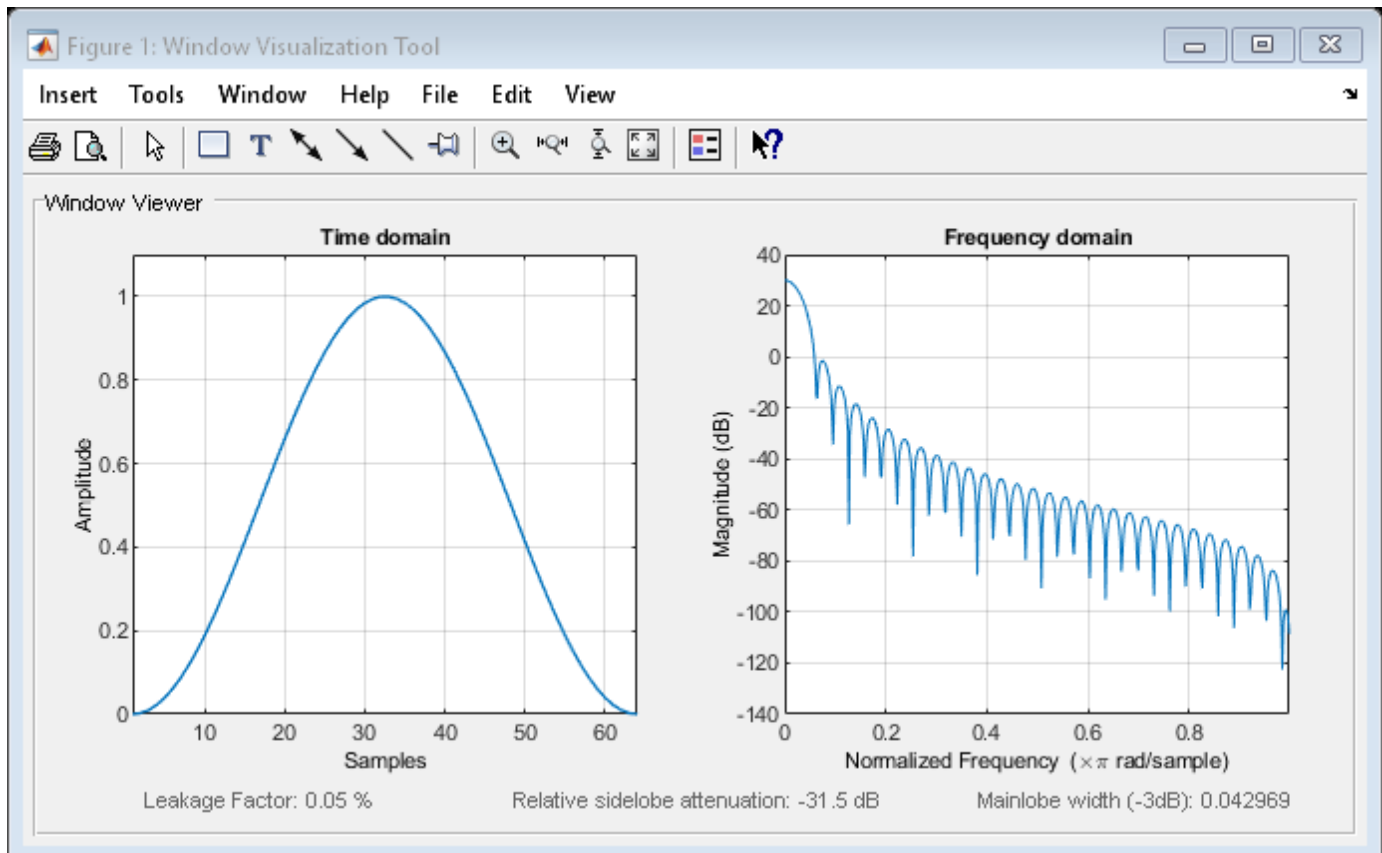 Figure 1: Window Visualization Tool
Insert Tools Window Help File Edit View
T
Window Viewer
Time domain
1
0.8
0.6
0.4
0.2
0
10 20 30 40 50 60
Amplitude
Samples
Frequency domain
40
20
0
-20
-40
-60
-80
-100
-120
-140
0 0.2 0.4 0.6 0.8
Magnitude (dB)
Normalized Frequency (×π rad/sample)
Leakage Factor: 0.05 % Relative sidelobe attenuation: -31.5 dB Mainlobe width (-3dB): 0.042969